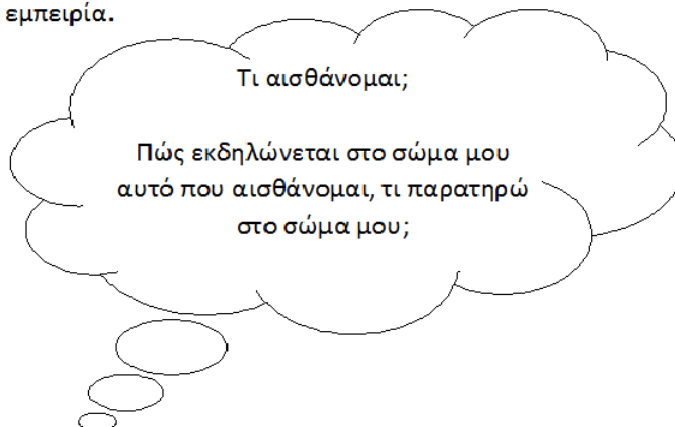 εμπειρία.
Τι αισθάνομαι;
Πώς εκδηλώνεται στο σώμα μου
αυτό που αισθάνομαι, τι παρατηρώ
στο σώμα μου;